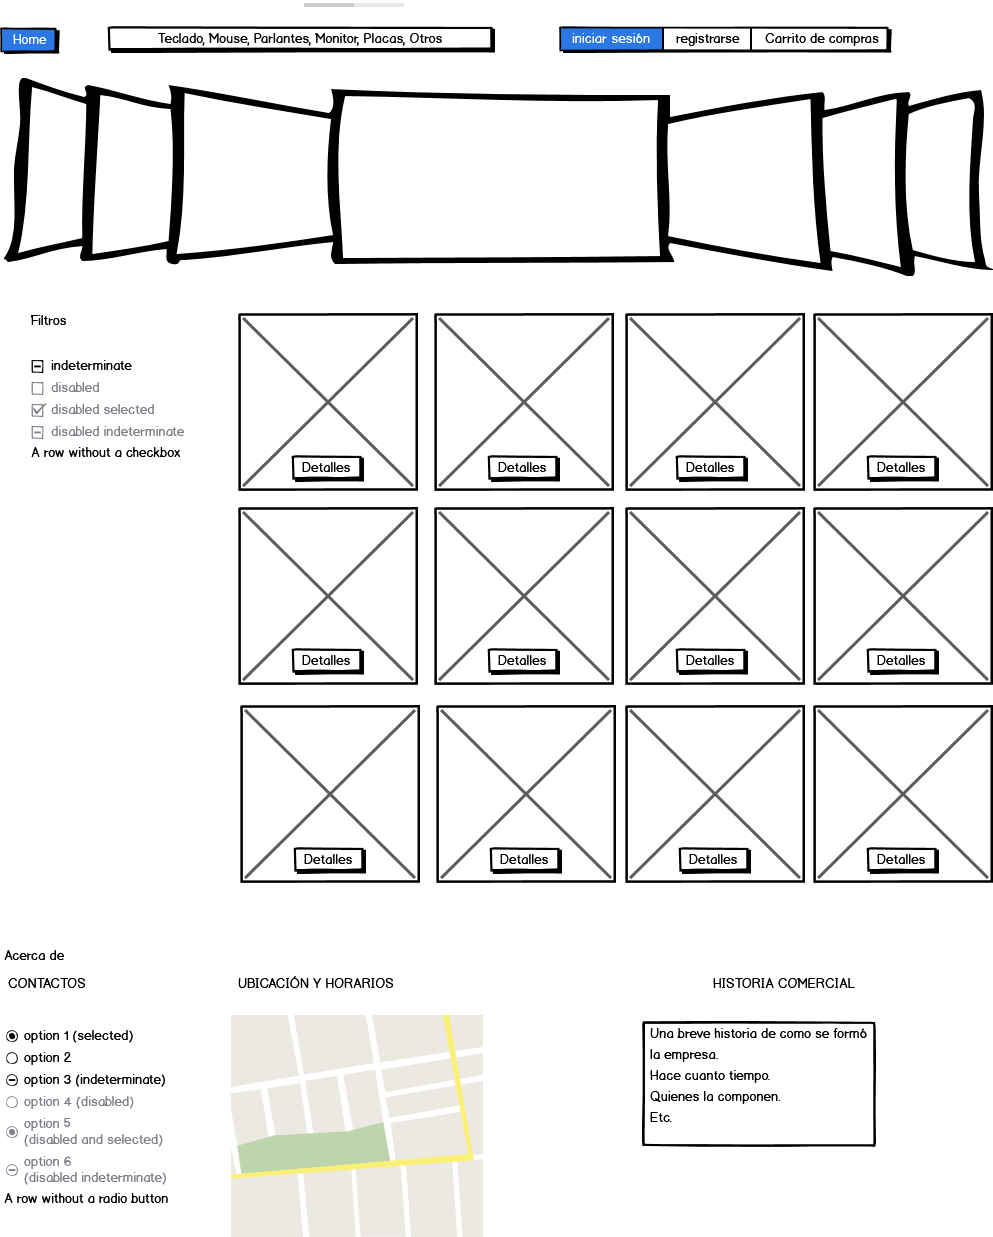 Home
Teclado, Mouse, Parlantes, Monitor, Placas, Otros
iniciar sesión
registrarse
Carrito de compras
Filtros
indeterminate
disabled
disabled selected
disabled indeterminate
A row without a checkbox
Detalles
Detalles
Detalles
Detalles
Detalles
Detalles
Detalles
Detalles
Detalles
Detalles
Detalles
Detalles
Acerca de
CONTACTOS
option 1 (selected)
option 2
option 3 (indeterminate)
option 4 (disabled)
option 5
(disabled and selected)
option 6
(disabled indeterminate)
A row without a radio button
UBICACIÓN Y HORARIOS
HISTORIA COMERCIAL
Una breve historia de como se formó
la empresa.
Hace cuanto tiempo.
Quienes la componen.
Etc.